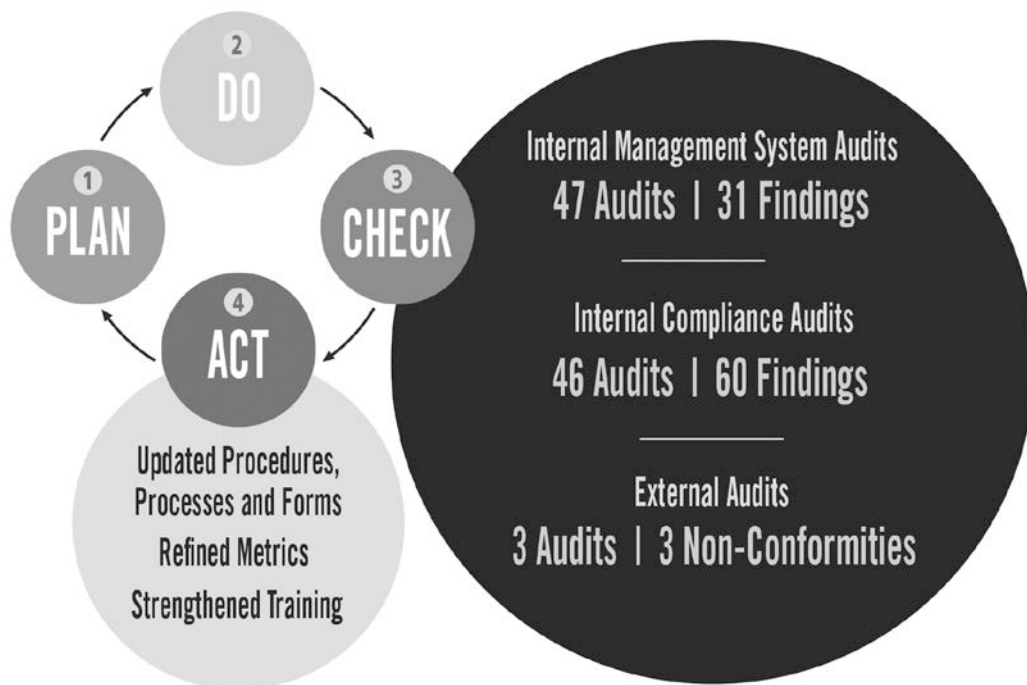 1
PLAN
2
DO
3
CHECK
4
ACT
Updated Procedures,
Processes and Forms
Refined Metrics
Strengthened Training
Internal Management System Audits
47 Audits | 31 Findings
Internal Compliance Audits
46 Audits | 60 Findings
External Audits
3 Audits | 3 Non-Conformities